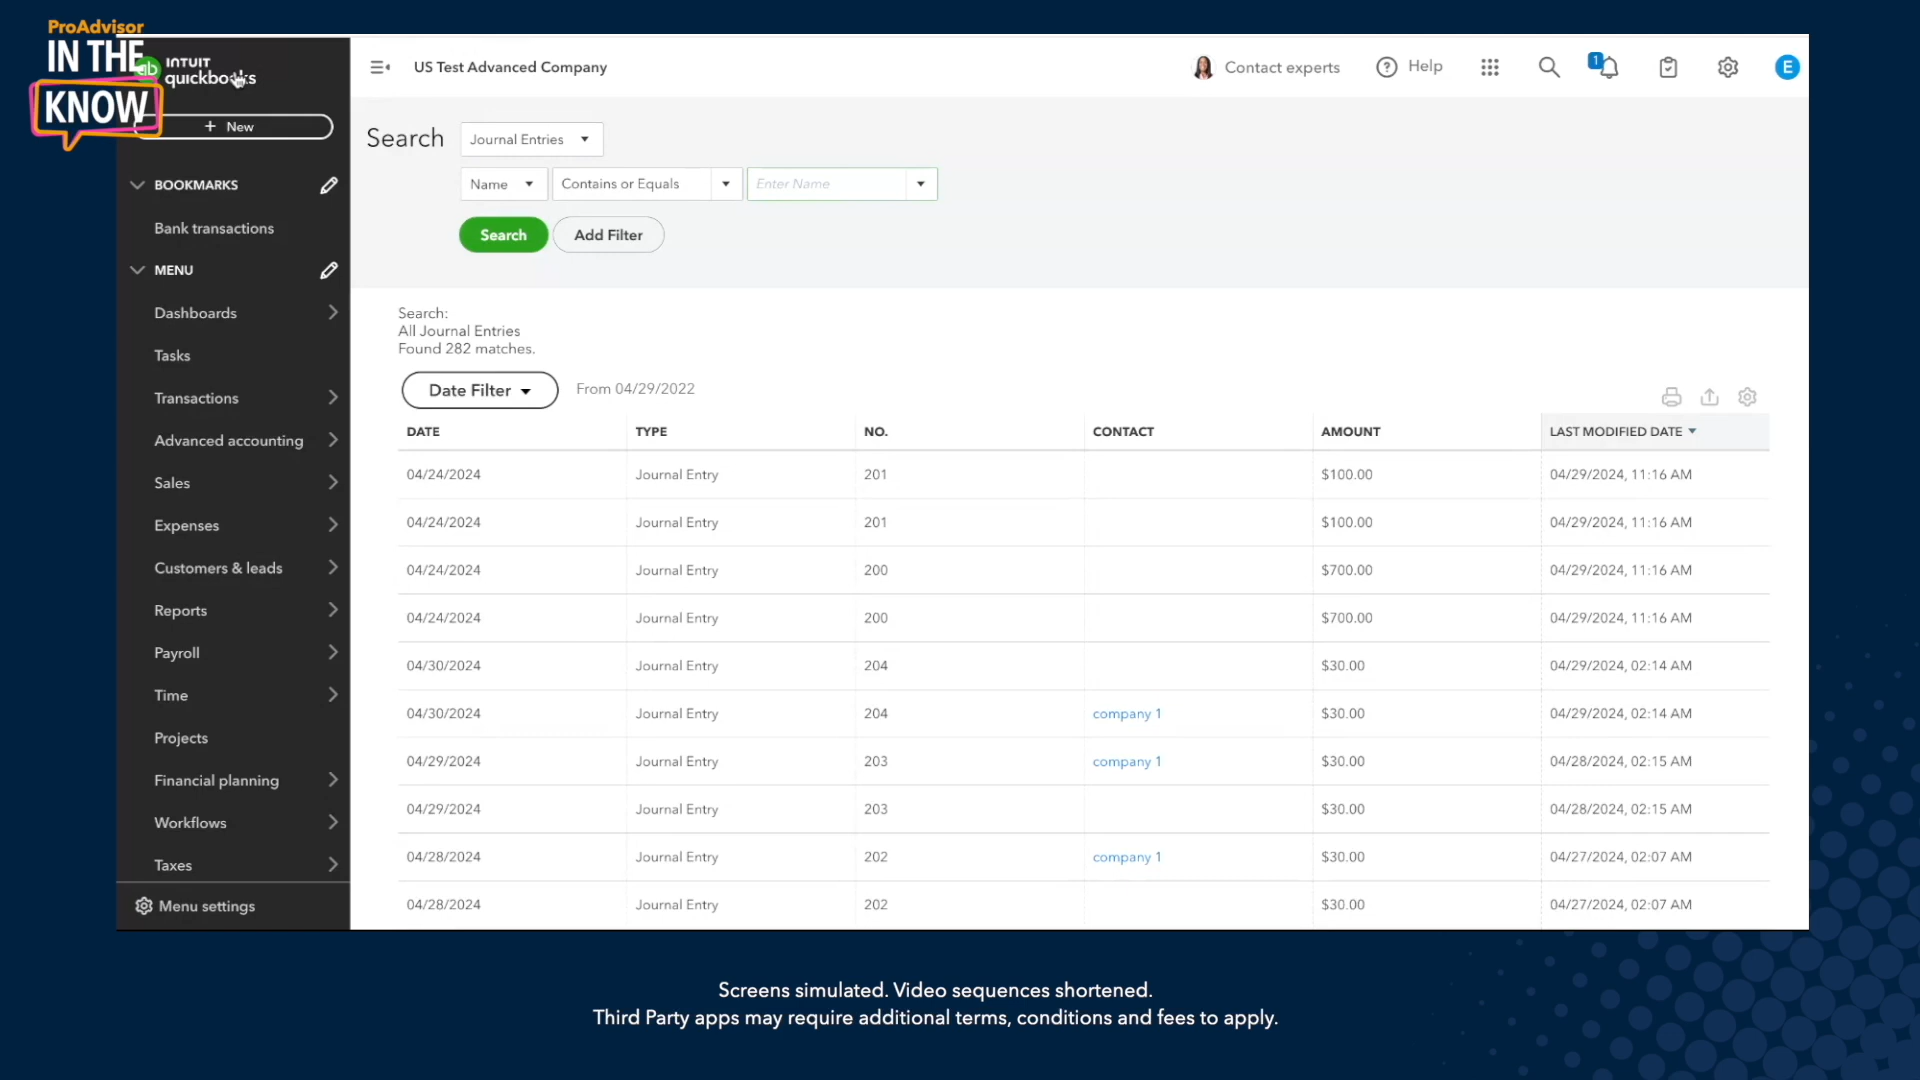 ProAdvisor
IN THE
KNOW
INTUIT
quickbooks
+ New
BOOKMARKS
Bank transactions
MENU
Dashboards
Tasks
Transactions
Advanced accounting
Sales
Expenses
Customers & leads
Reports
Payroll
Time
Projects
Financial planning
Workflows
Taxes
Menu settings
US Test Advanced Company
Contact experts
Help
1
E
Search Journal Entries
Name Contains or Equals Enter Name
Search Add Filter
Search:
All Journal Entries
Found 282 matches.
Date Filter From 04/29/2022
DATE TYPE NO. CONTACT AMOUNT LAST MODIFIED DATE
04/24/2024 Journal Entry 201 $100.00 04/29/2024, 11:16 AM
04/24/2024 Journal Entry 201 $100.00 04/29/2024, 11:16 AM
04/24/2024 Journal Entry 200 $700.00 04/29/2024, 11:16 AM
04/24/2024 Journal Entry 200 $700.00 04/29/2024, 11:16 AM
04/30/2024 Journal Entry 204 $30.00 04/29/2024, 02:14 AM
04/30/2024 Journal Entry 204 company 1 $30.00 04/29/2024, 02:14 AM
04/29/2024 Journal Entry 203 company 1 $30.00 04/28/2024, 02:15 AM
04/29/2024 Journal Entry 203 $30.00 04/28/2024, 02:15 AM
04/28/2024 Journal Entry 202 company 1 $30.00 04/27/2024, 02:07 AM
04/28/2024 Journal Entry 202 $30.00 04/27/2024, 02:07 AM
Screens simulated. Video sequences shortened.
Third Party apps may require additional terms, conditions and fees to apply.